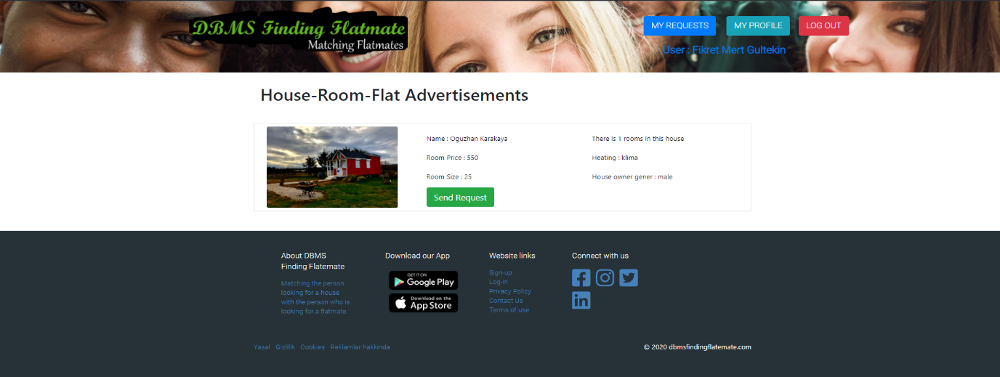 DBMS Finding Flatmate
Matching Flatmates
MY REQUESTS
MY PROFILE
LOG OUT
User : Fikret Mert Gultekin
House-Room-Flat Advertisements
Name : Oguzhan Karakaya
There is 1 rooms in this house
Room Price : 550
Heating : klima
Room Size : 25
House owner gener : male
Send Request
About DBMS
Finding Flatemate
Matching the person
looking for a house
with the person who is
looking for a flatmate.
Download our App
GET IT ON
Google Play
Download on the
App Store
Website links
Sign-up
Log-in
Privacy Policy
Contact Us
Terms of use
Connect with us
Yasal Gizlilik Cookies Reklamlar hakkında
© 2020 dbmsfindingflatemate.com